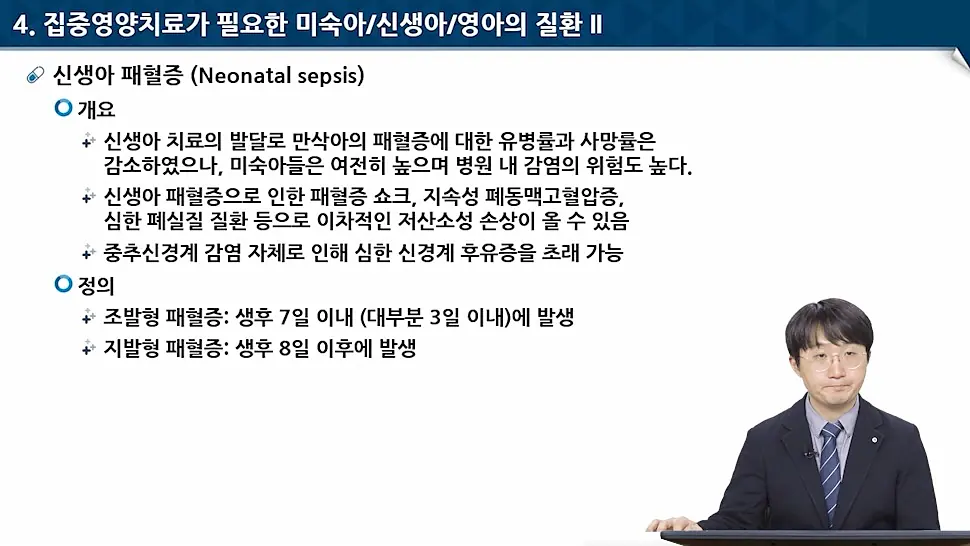 4. 집중영양치료가 필요한 미숙아/신생아/영아의 질환 II
신생아 패혈증 (Neonatal sepsis)
개요
신생아 치료의 발달로 만삭아의 패혈증에 대한 유병률과 사망률은
감소하였으나, 미숙아들은 여전히 높으며 병원 내 감염의 위험도 높다.
신생아 패혈증으로 인한 패혈증 쇼크, 지속성 폐동맥고혈압증,
심한 폐실질 질환 등으로 이차적인 저산소성 손상이 올 수 있음
중추신경계 감염 자체로 인해 심한 신경계 후유증을 초래 가능
정의
조발형 패혈증: 생후 7일 이내 (대부분 3일 이내)에 발생
지발형 패혈증: 생후 8일 이후에 발생